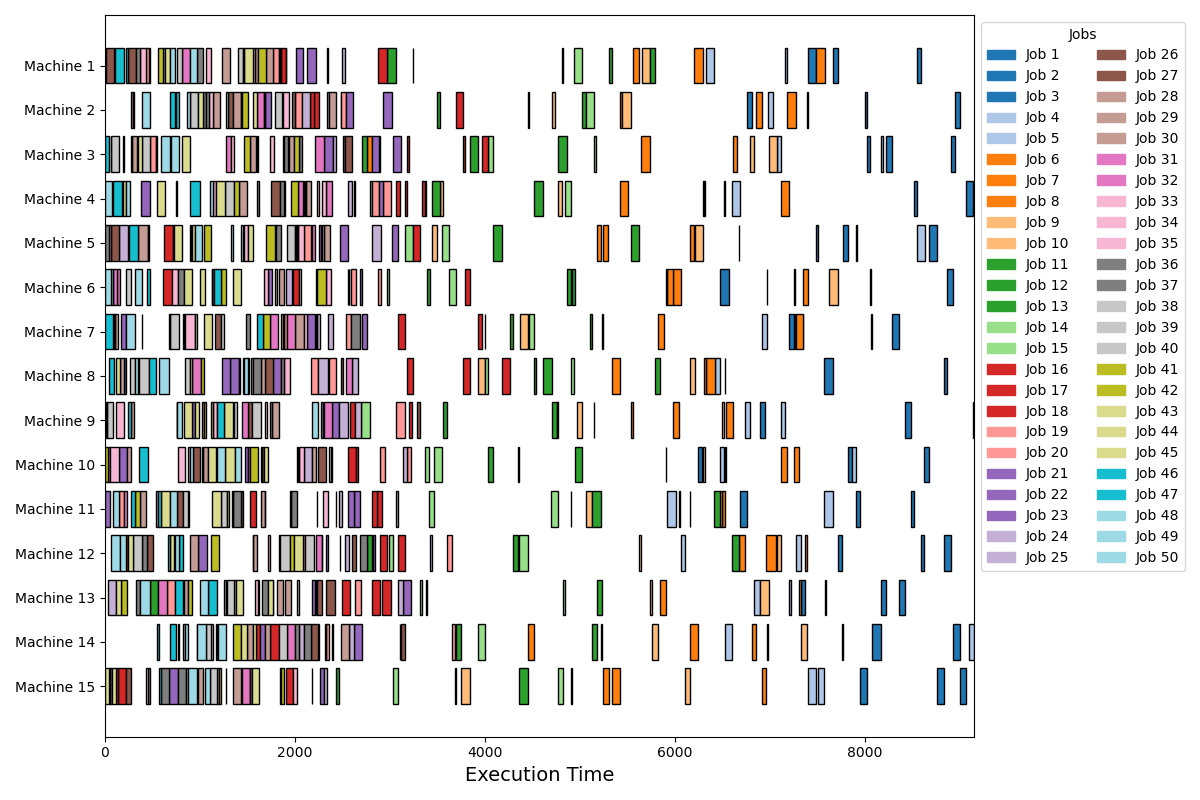 Machine 1
Machine 2
Machine 3
Machine 4
Machine 5
Machine 6
Machine 7
Machine 8
Machine 9
Machine 10
Machine 11
Machine 12
Machine 13
Machine 14
Machine 15
0 2000 4000 6000 8000
Execution Time
Jobs
Job 1 Job 26
Job 2 Job 27
Job 3 Job 28
Job 4 Job 29
Job 5 Job 30
Job 6 Job 31
Job 7 Job 32
Job 8 Job 33
Job 9 Job 34
Job 10 Job 35
Job 11 Job 36
Job 12 Job 37
Job 13 Job 38
Job 14 Job 39
Job 15 Job 40
Job 16 Job 41
Job 17 Job 42
Job 18 Job 43
Job 19 Job 44
Job 20 Job 45
Job 21 Job 46
Job 22 Job 47
Job 23 Job 48
Job 24 Job 49
Job 25 Job 50